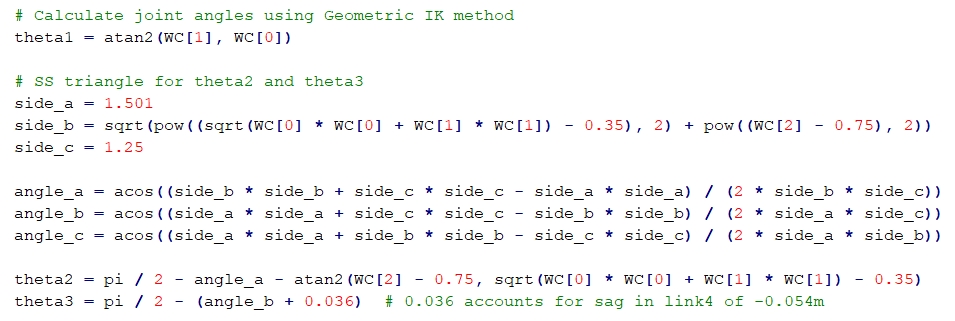 # Calculate joint angles using Geometric IK method
theta1 = atan2(WC[1], WC[0])
# SS triangle for theta2 and theta3
side_a = 1.501
side_b = sqrt(pow((sqrt(WC[0] * WC[0] + WC[1] * WC[1]) - 0.35), 2) + pow((WC[2] - 0.75), 2))
side_c = 1.25
angle_a = acos((side_b * side_b + side_c * side_c - side_a * side_a) / (2 * side_b * side_c))
angle_b = acos((side_a * side_a + side_c * side_c - side_b * side_b) / (2 * side_a * side_c))
angle_c = acos((side_a * side_a + side_b * side_b - side_c * side_c) / (2 * side_a * side_b))
theta2 = pi / 2 - angle_a - atan2(WC[2] - 0.75, sqrt(WC[0] * WC[0] + WC[1] * WC[1]) - 0.35)
theta3 = pi / 2 - (angle_b + 0.036)  # 0.036 accounts for sag in link4 of -0.054m